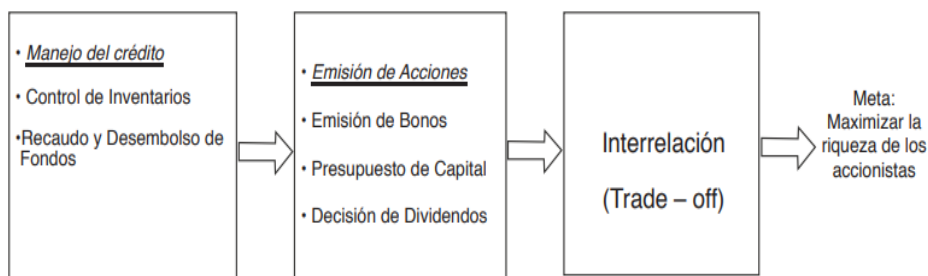 • Manejo del crédito
• Control de Inventarios
•Recaudo y Desembolso de
Fondos
• Emisión de Acciones
• Emisión de Bonos
• Presupuesto de Capital
• Decisión de Dividendos
Interrelación
(Trade – off)
Meta:
Maximizar la
riqueza de los
accionistas